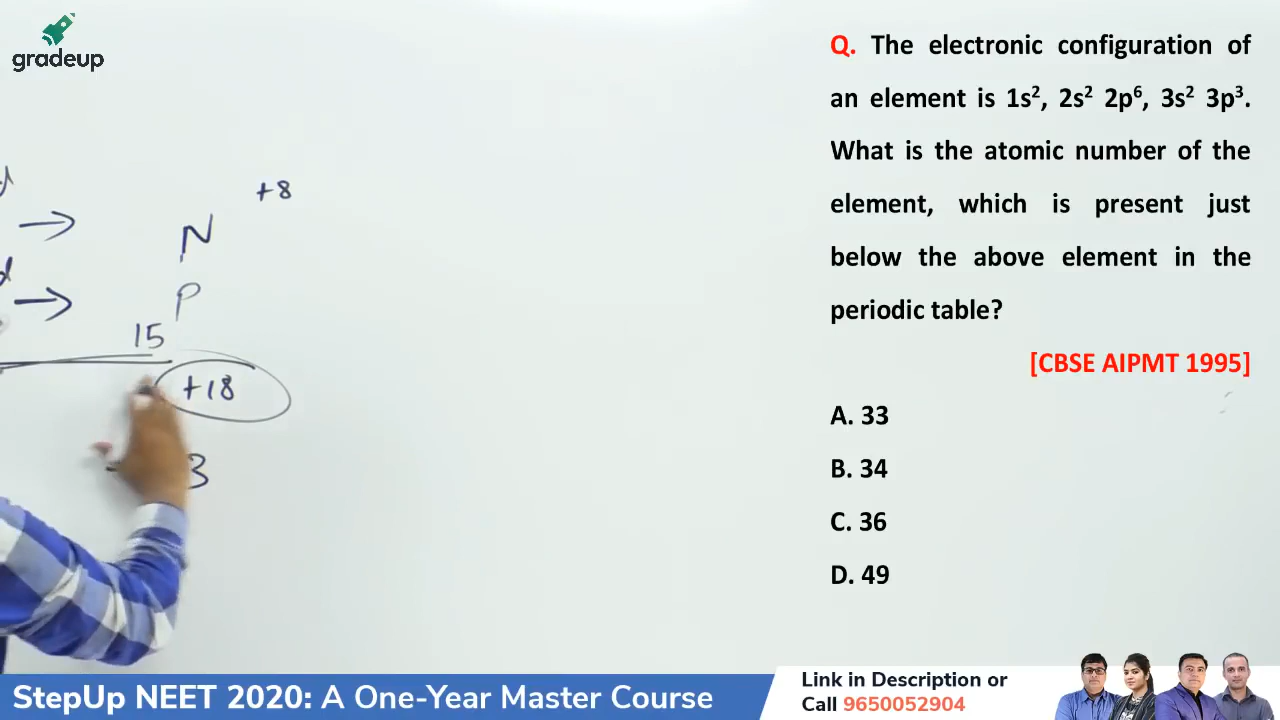 gradeup
Q. The electronic configuration of
an element is 1s², 2s² 2p⁶, 3s² 3p³.
What is the atomic number of the
element, which is present just
below the above element in the
periodic table?
[CBSE AIPMT 1995]
A. 33
B. 34
C. 36
D. 49
+8
N
P
15
+18
3
StepUp NEET 2020: A One-Year Master Course
Link in Description or
Call 9650052904